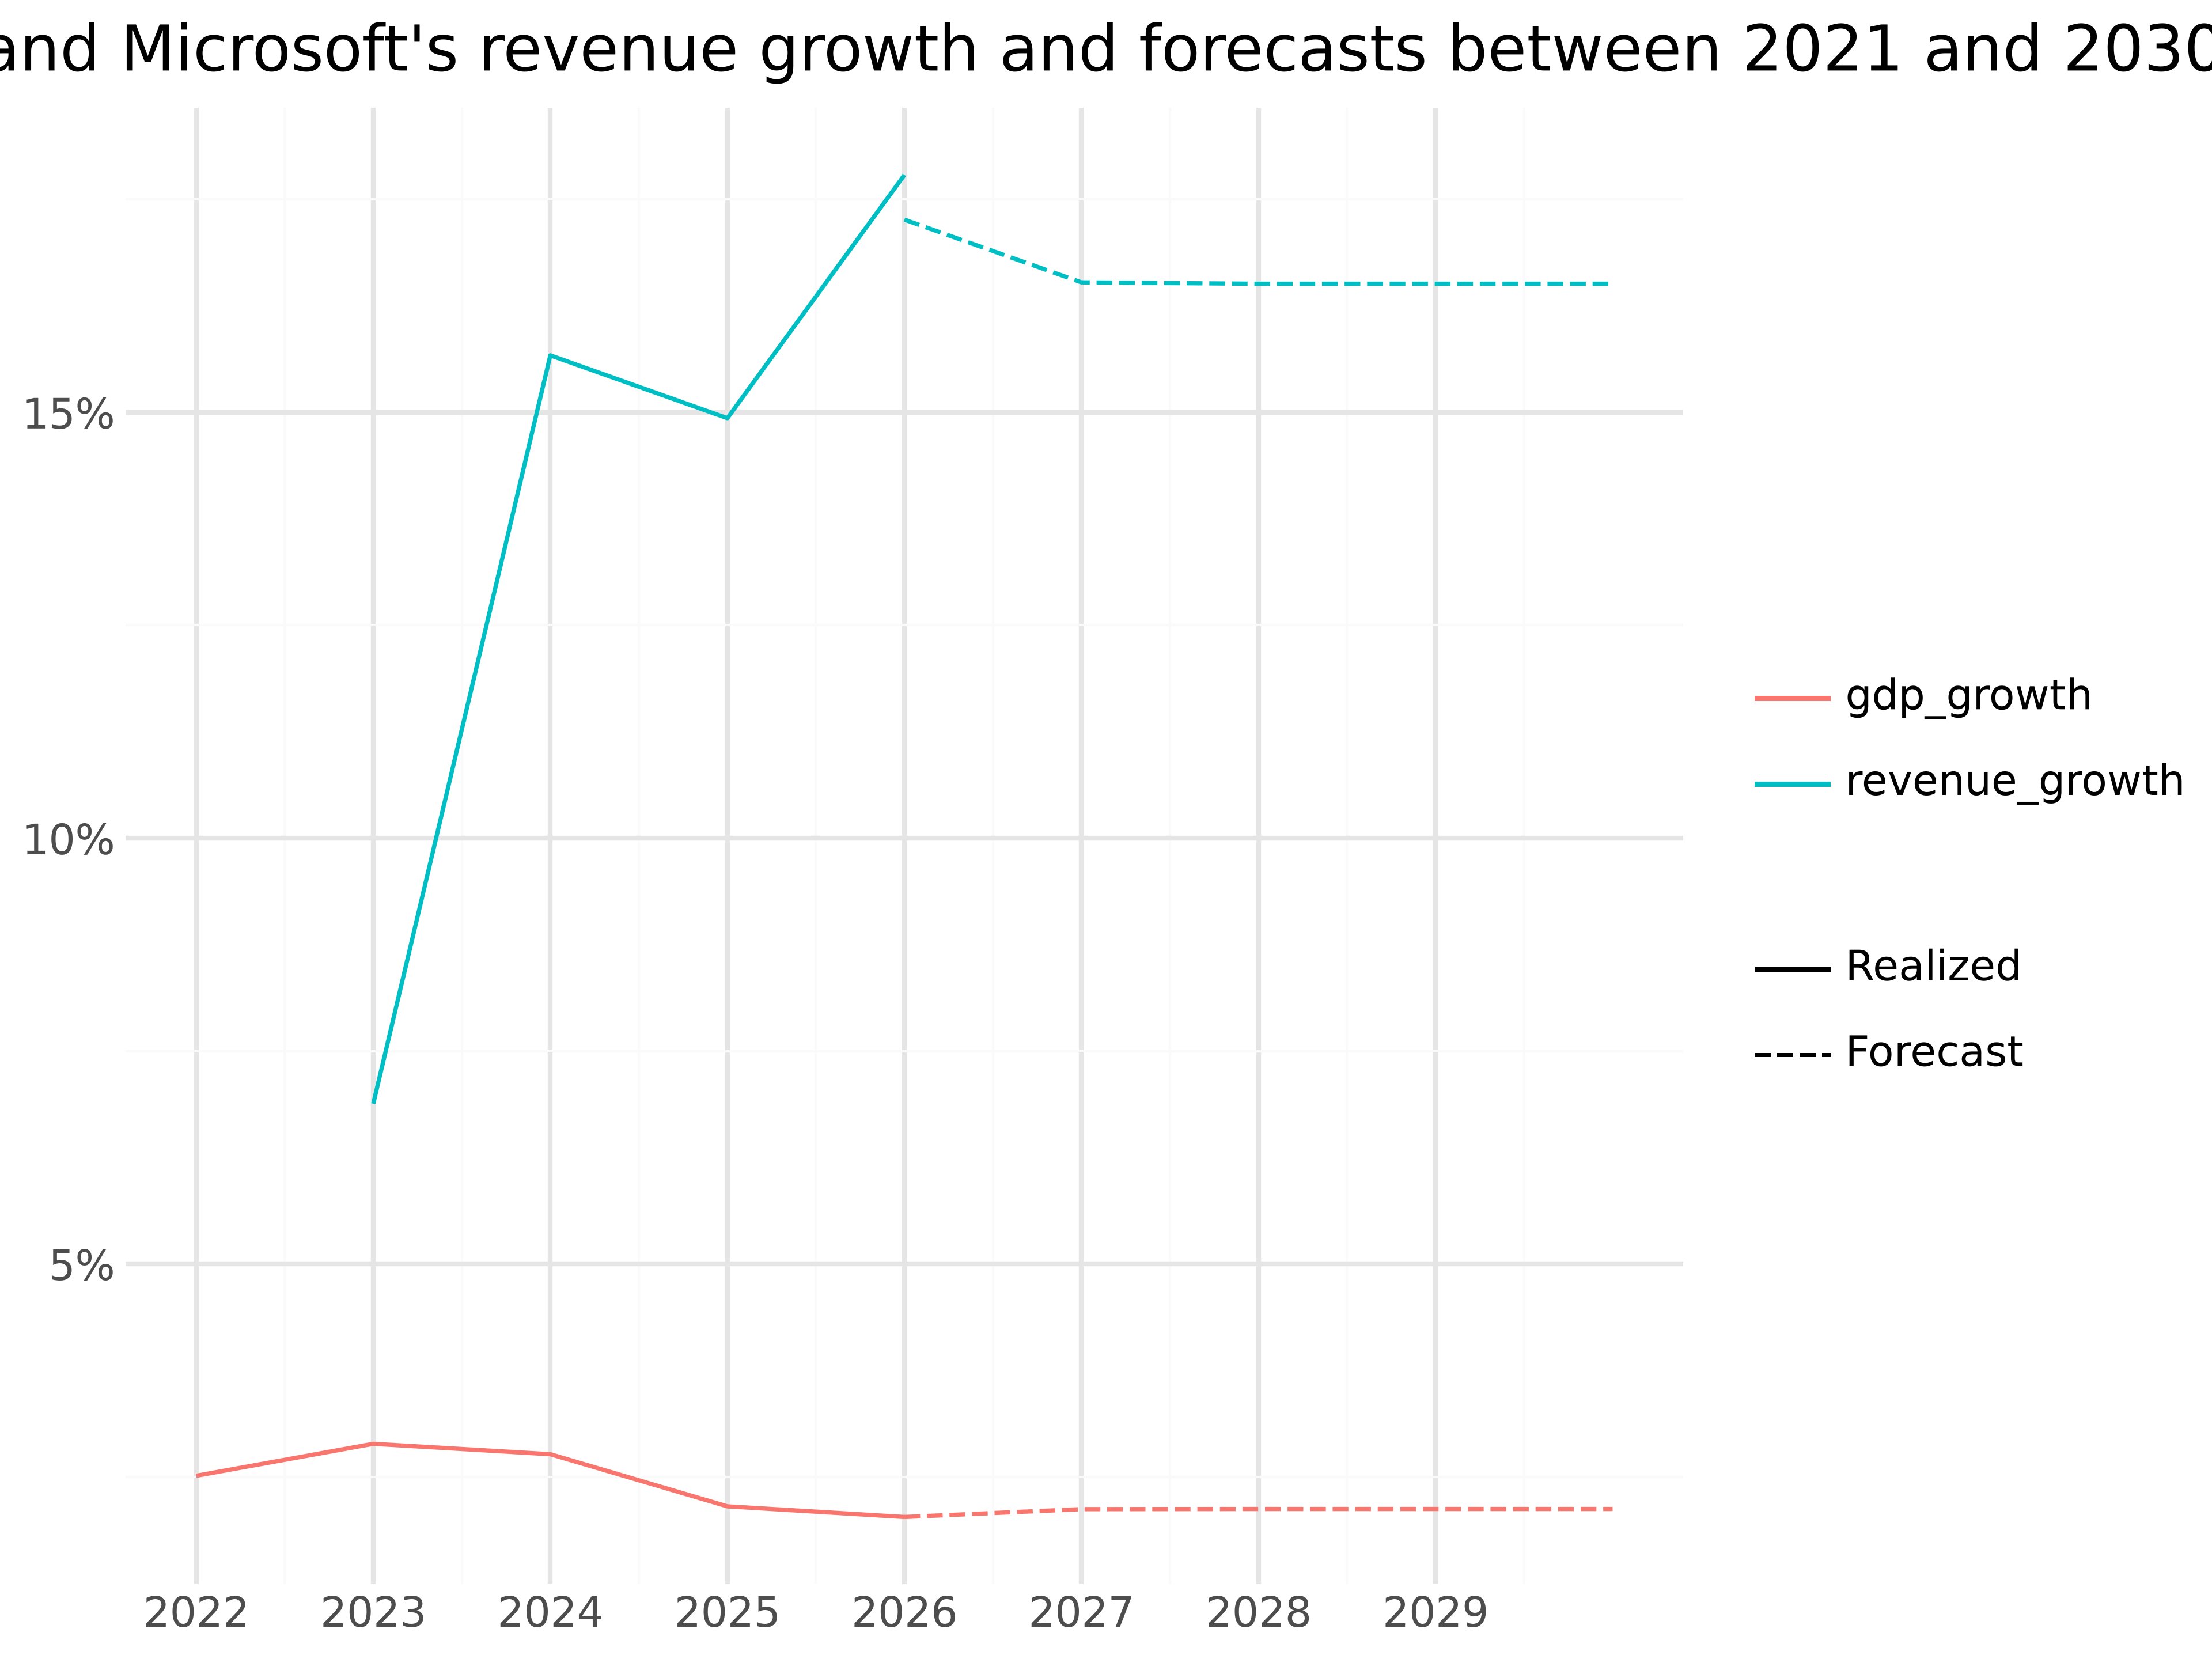 and Microsoft's revenue growth and forecasts between 2021 and 2030
15%
10%
5%
gdp_growth
revenue_growth
Realized
Forecast
2022 2023 2024 2025 2026 2027 2028 2029